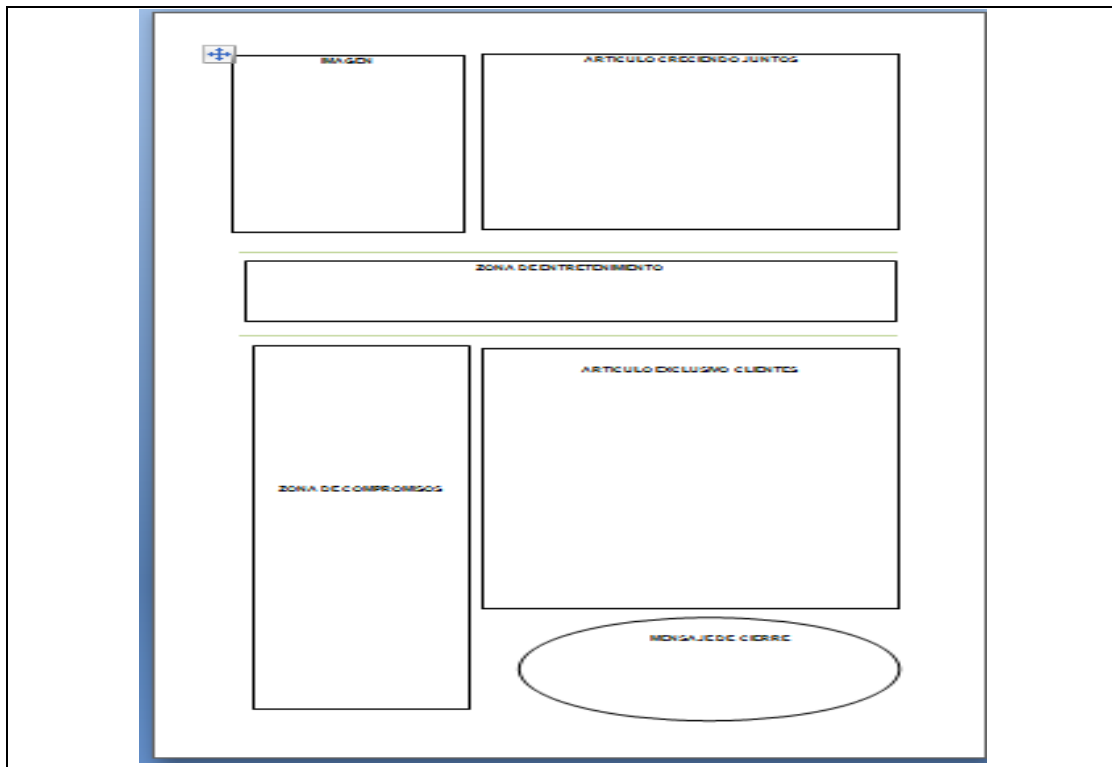 IMAGEN
ARTICULO CRECIENDO JUNTOS
ZONA DE ENTRETENIMIENTO
ARTICULO EXCLUSIVO CLIENTES
ZONA DE COMPROMISOS
MENSAJE DE CIERRE